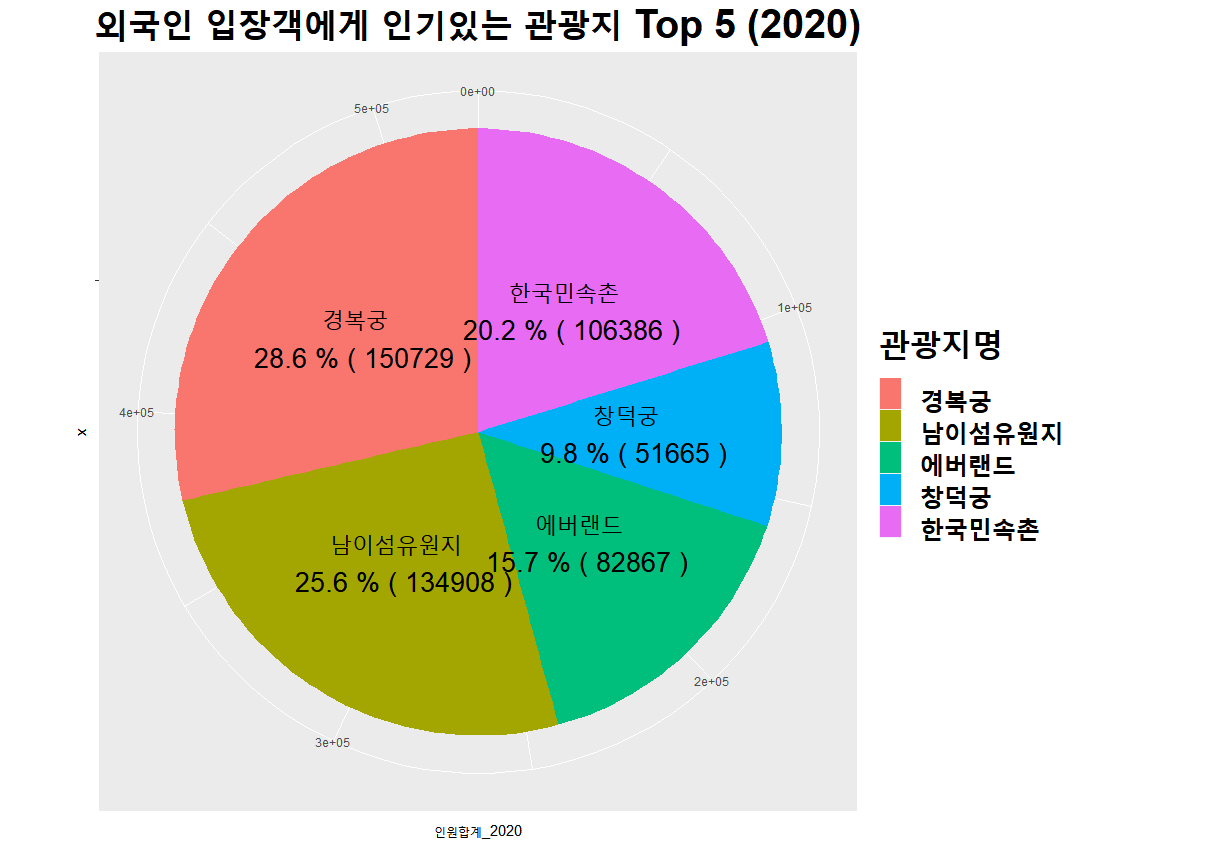 외국인 입장객에게 인기있는 관광지 Top 5 (2020)
0e+00
5e+05
1e+05
4e+05
2e+05
3e+05
한국민속촌
20.2 % ( 106386 )
경복궁
28.6 % ( 150729 )
창덕궁
9.8 % ( 51665 )
에버랜드
15.7 % ( 82867 )
남이섬유원지
25.6 % ( 134908 )
x
인원합계_2020
관광지명
경복궁
남이섬유원지
에버랜드
창덕궁
한국민속촌